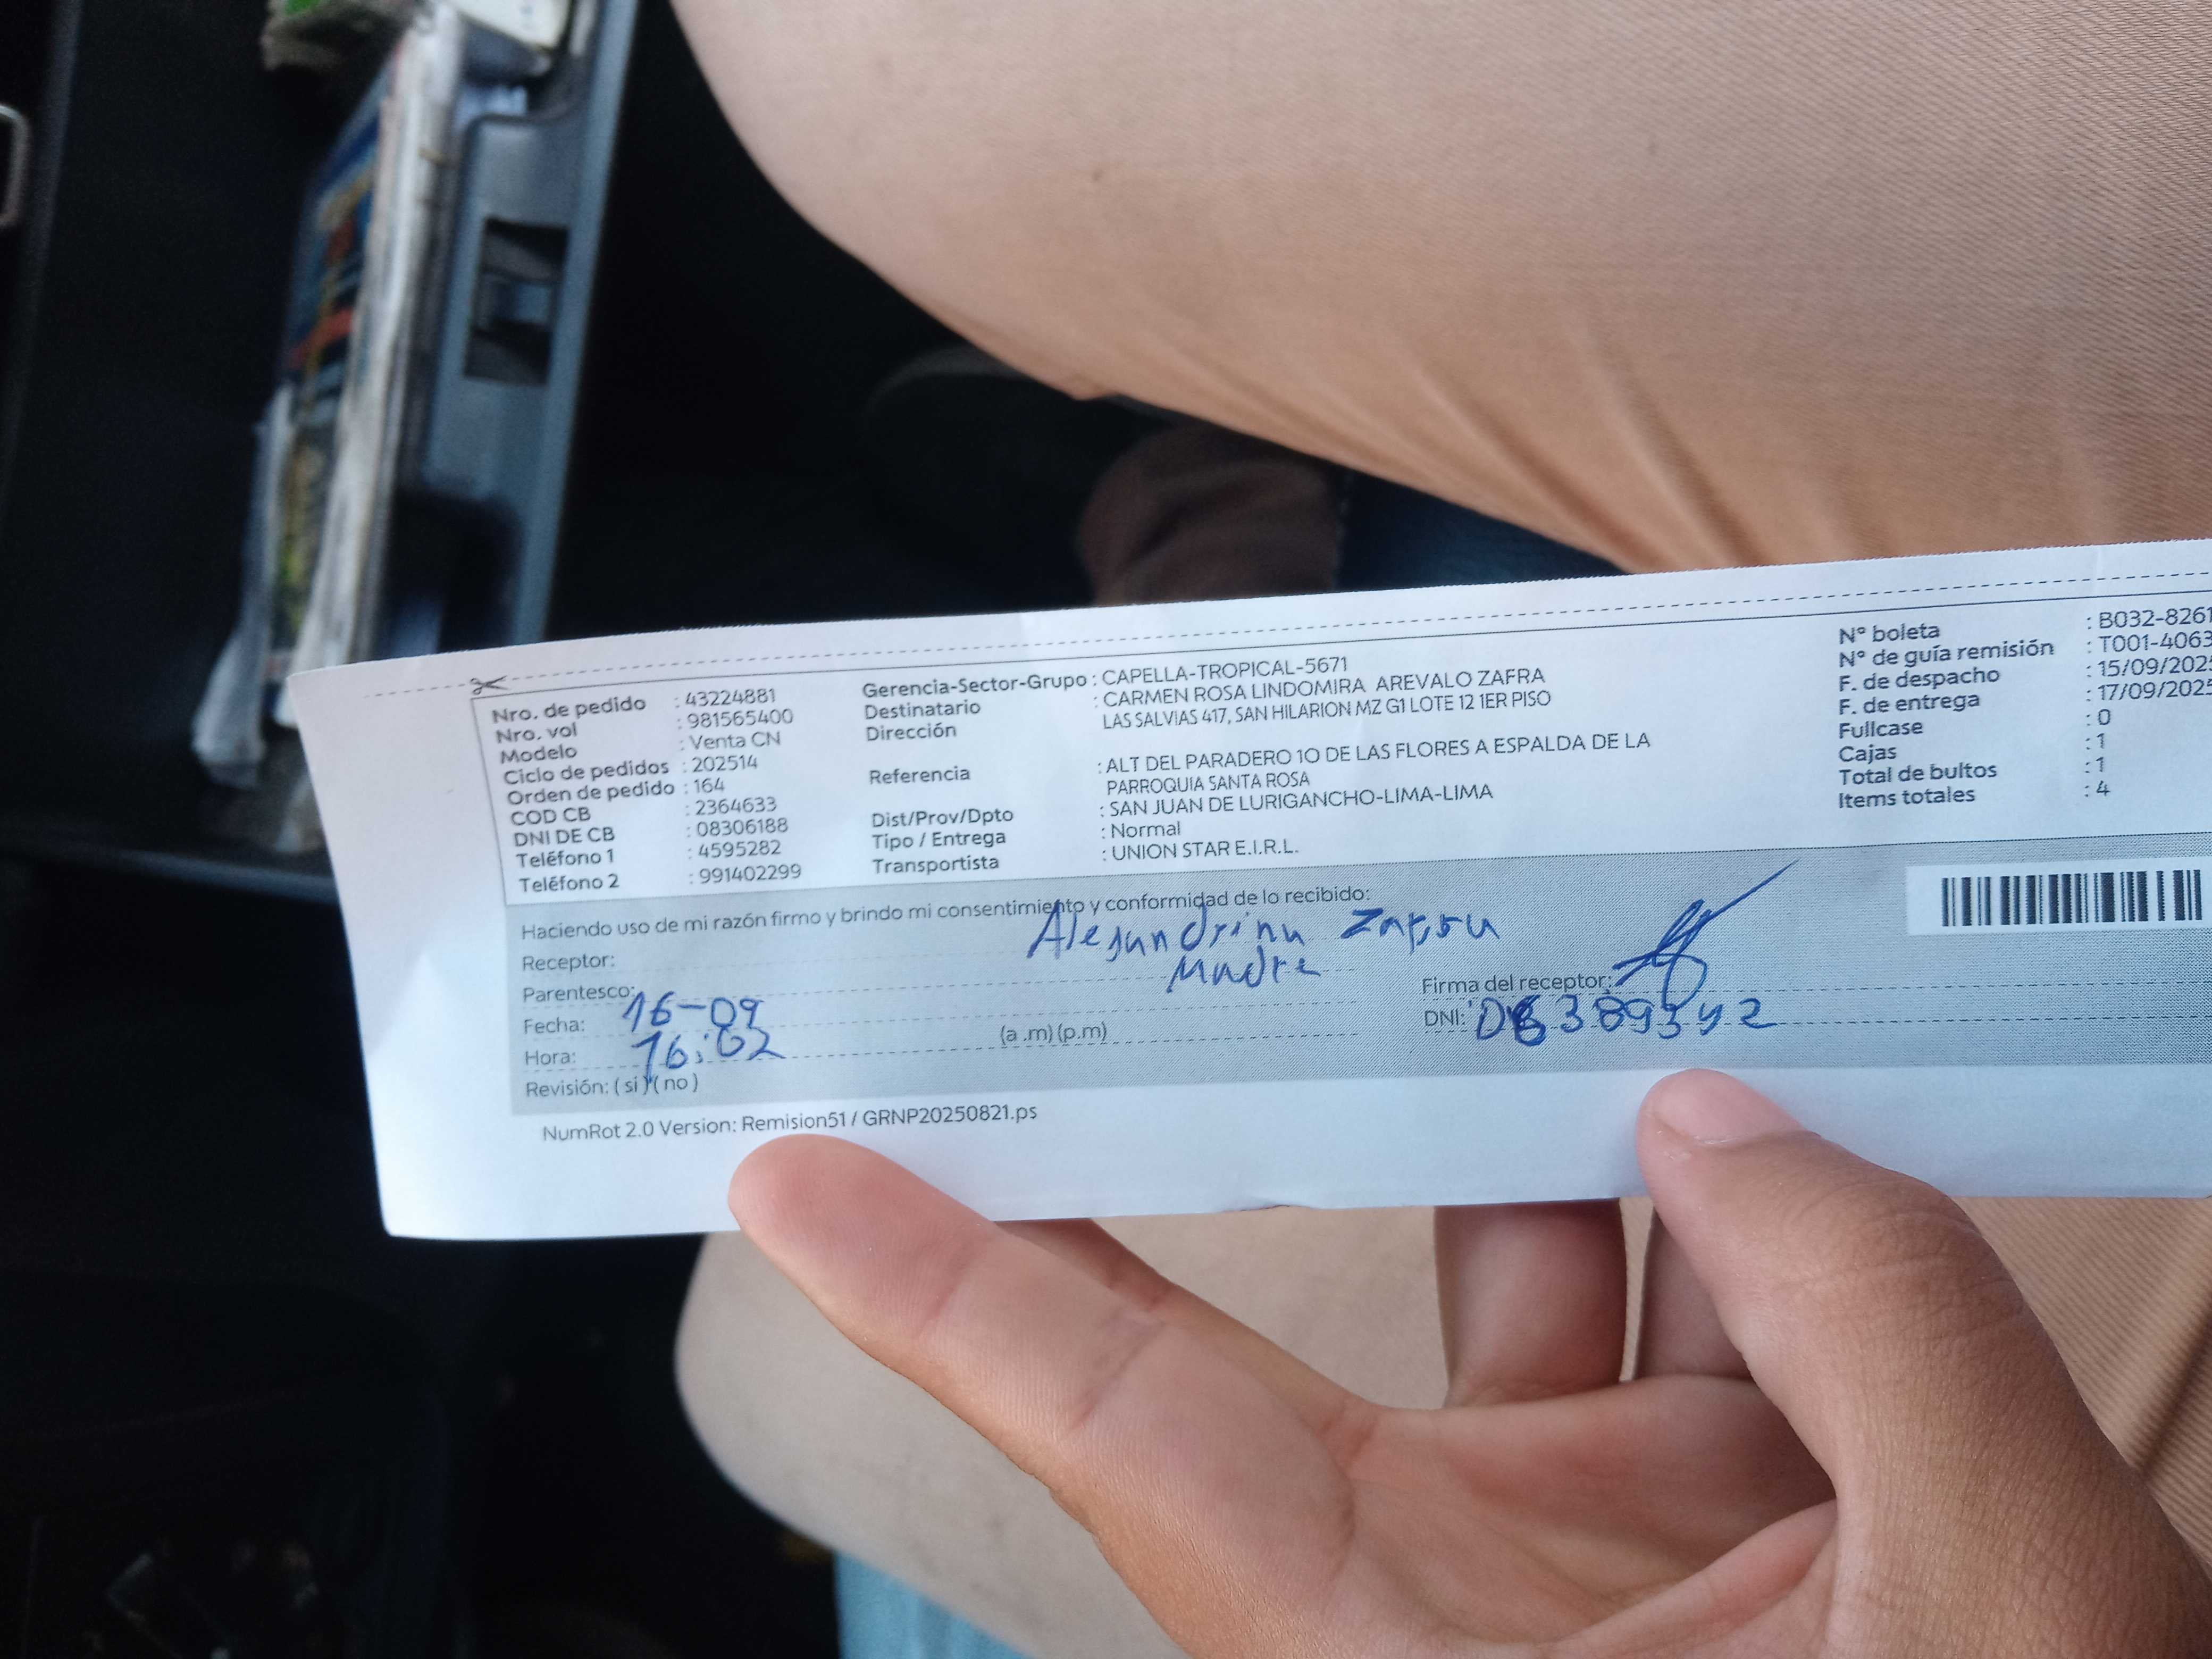 Nro. de pedido : 43224881
Nro. vol : 981565400
Modelo : Venta CN
Ciclo de pedidos : 202514
Orden de pedido : 164
COD CB : 2364633
DNI DE CB : 08306188
Teléfono 1 : 4595282
Teléfono 2 : 991402299
Gerencia-Sector-Grupo : CAPELLA-TROPICAL-5671
Destinatario : CARMEN ROSA LINDOMIRA AREVALO ZAFRA
Dirección LAS SALVIAS 417, SAN HILARION MZ G1 LOTE 12 1ER PISO
Referencia : ALT DEL PARADERO 10 DE LAS FLORES A ESPALDA DE LA
PARROQUIA SANTA ROSA
Dist/Prov/Dpto : SAN JUAN DE LURIGANCHO-LIMA-LIMA
Tipo / Entrega : Normal
Transportista : UNION STAR E.I.R.L.
N° boleta : B032-8261
N° de guía remisión : T001-4063
F. de despacho : 15/09/202
F. de entrega : 17/09/2025
Fullcase : 0
Cajas : 1
Total de bultos : 1
Items totales : 4
Haciendo uso de mi razón firmo y brindo mi consentimiento y conformidad de lo recibido:
Receptor: Alejandrina
Parentesco: Madre
Fecha: 16-09
Hora: 16:02 (a .m) (p.m)
Revisión: ( si ) ( no )
Firma del receptor:
DNI:
NumRot 2.0 Version: Remision51 / GRNP20250821.ps